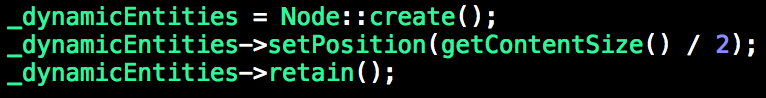 _dynamicEntities = Node::create();
_dynamicEntities->setPosition(getContentSize() / 2);
_dynamicEntities->retain();